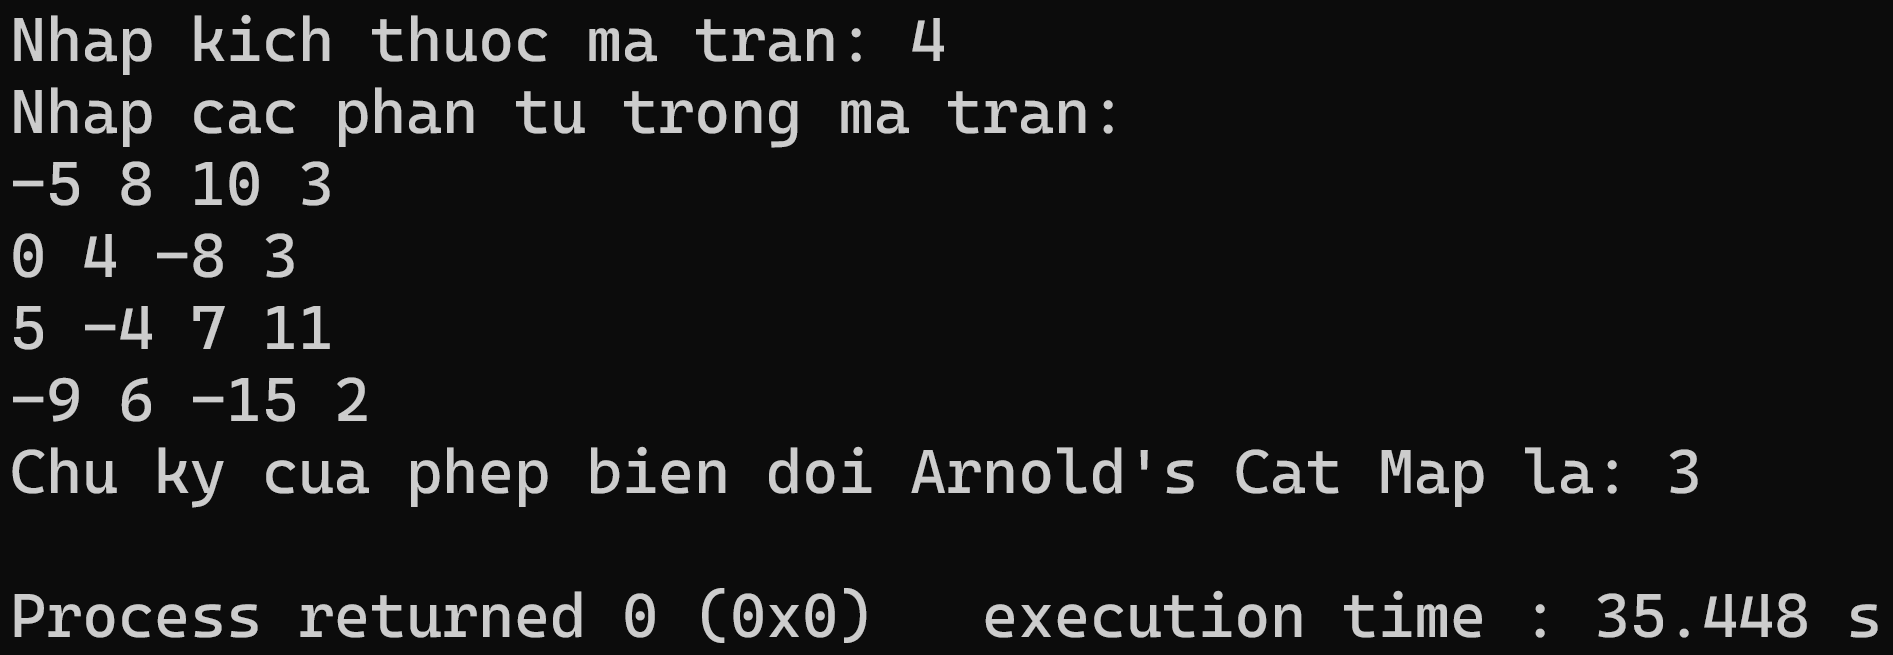 Nhap kich thuoc ma tran: 4
Nhap cac phan tu trong ma tran:
-5 8 10 3
0 4 -8 3
5 -4 7 11
-9 6 -15 2
Chu ky cua phep bien doi Arnold's Cat Map la: 3
Process returned 0 (0x0)   execution time : 35.448 s